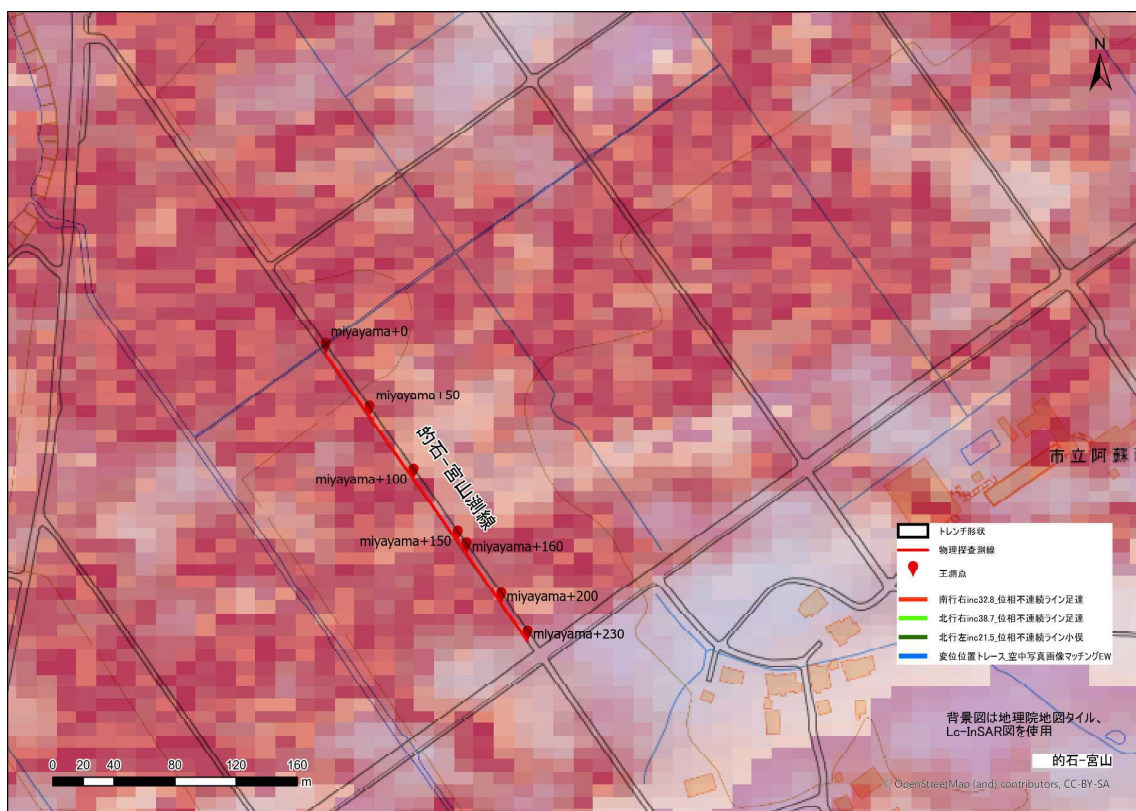 N
miyayama+0
miyayama+50
的石-宮山測線
miyayama+100
miyayama+150
miyayama+160
miyayama+200
miyayama+230
市立阿蘇西
トレンチ形状
物理探査測線
主測点
南行右inc32.8_位相不連続ライン足達
北行右inc38.7_位相不連続ライン足達
北行左inc21.5_位相不連続ライン小俣
変位位置トレース_空中写真画像マッチングEW
背景図は地理院地図タイル、
Lc-InSAR図を使用
的石-宮山
0 20 40 80 120 160
m
© OpenStreetMap (and) contributors, CC-BY-SA